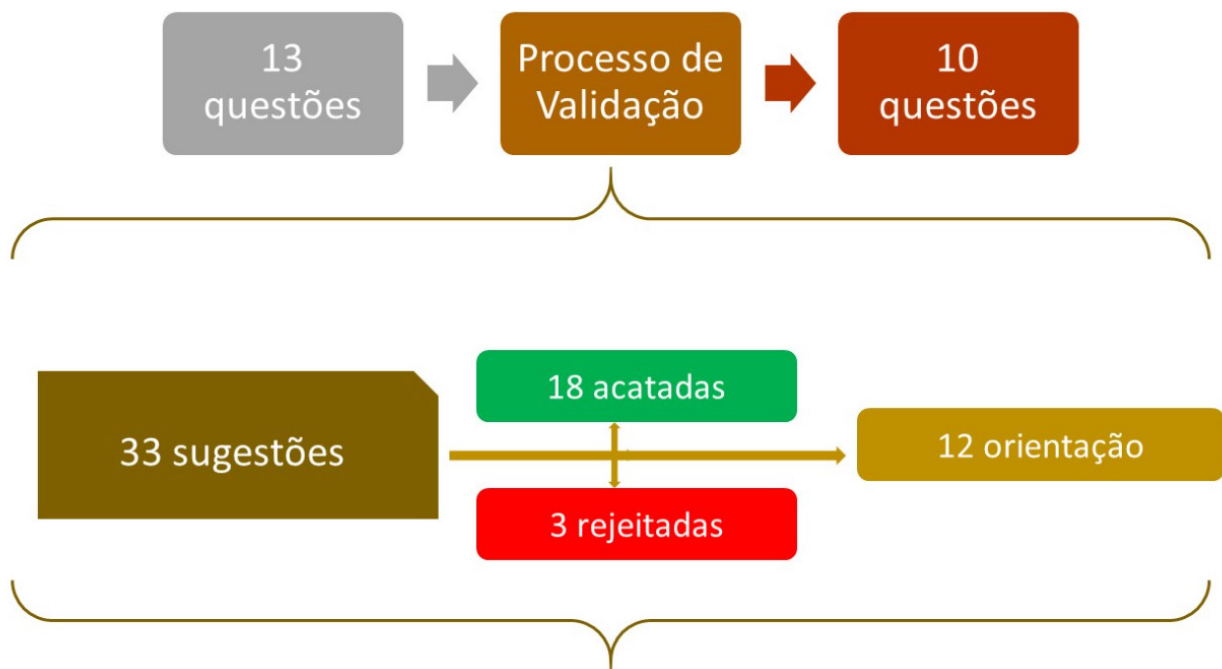 13
questões
Processo de
Validação
10
questões
33 sugestões
18 acatadas
3 rejeitadas
12 orientação